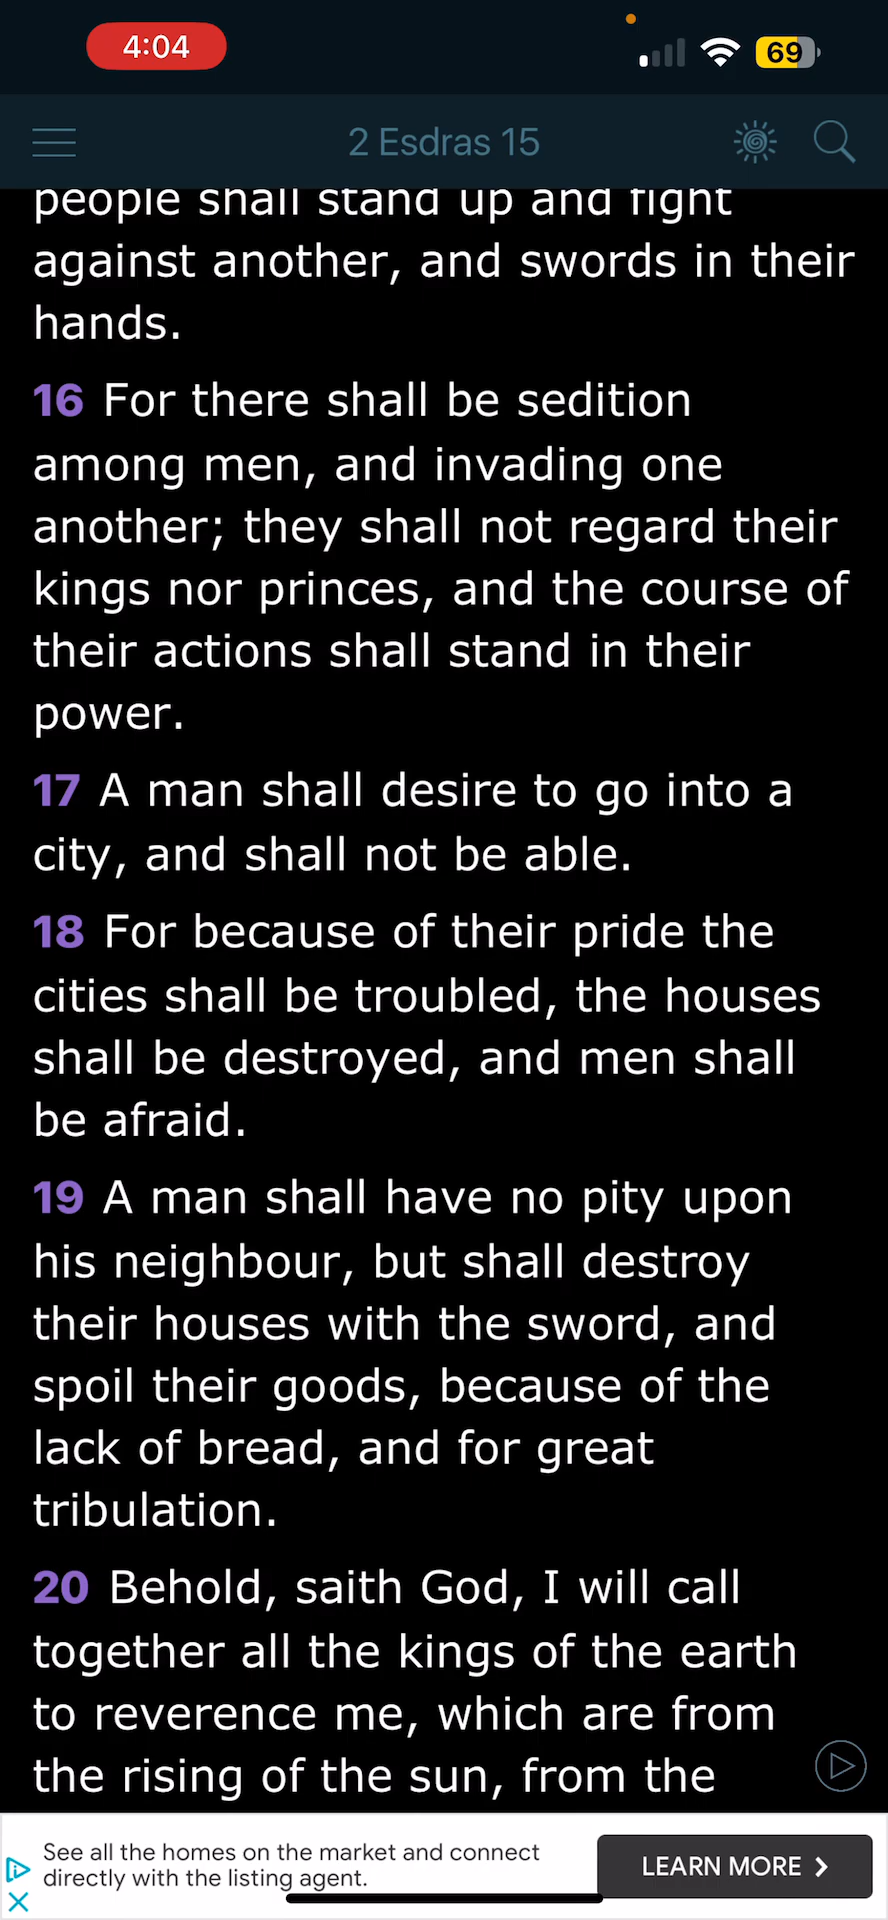 4:04
69
2 Esdras 15
people shall stand up and fight
against another, and swords in their
hands.
16 For there shall be sedition
among men, and invading one
another; they shall not regard their
kings nor princes, and the course of
their actions shall stand in their
power.
17 A man shall desire to go into a
city, and shall not be able.
18 For because of their pride the
cities shall be troubled, the houses
shall be destroyed, and men shall
be afraid.
19 A man shall have no pity upon
his neighbour, but shall destroy
their houses with the sword, and
spoil their goods, because of the
lack of bread, and for great
tribulation.
20 Behold, saith God, I will call
together all the kings of the earth
to reverence me, which are from
the rising of the sun, from the
See all the homes on the market and connect
directly with the listing agent.
LEARN MORE